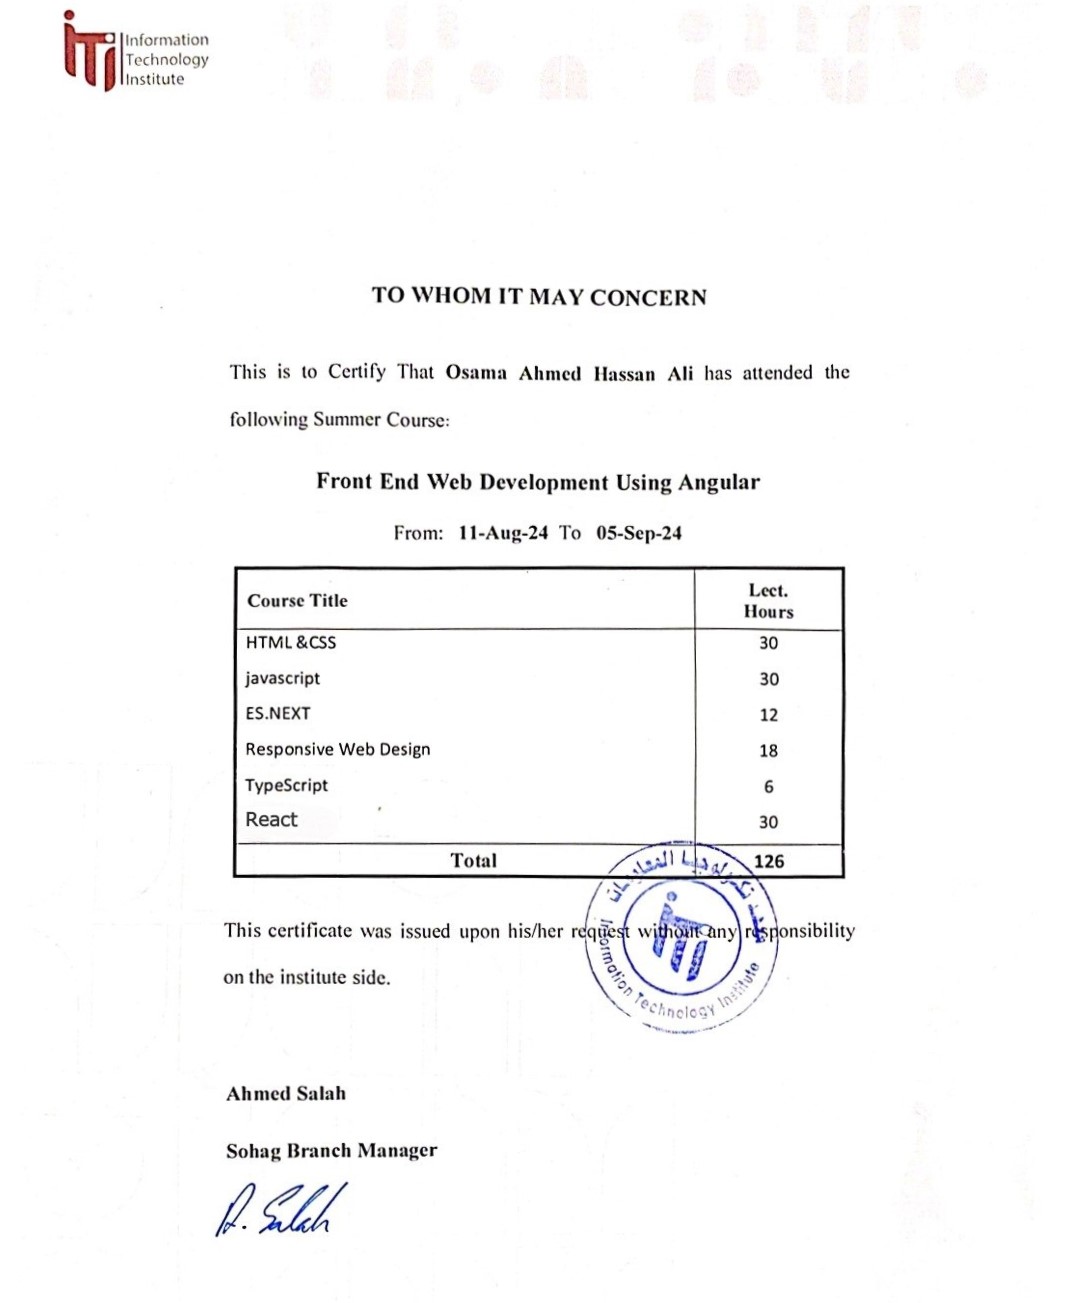 Information
Technology
Institute
TO WHOM IT MAY CONCERN
This is to Certify That Osama Ahmed Hassan Ali has attended the
following Summer Course:
Front End Web Development Using Angular
From: 11-Aug-24 To 05-Sep-24
Course Title Lect. Hours
HTML &CSS 30
javascript 30
ES.NEXT 12
Responsive Web Design 18
TypeScript 6
React 30
Total 126
معهد تكنولوجيا المعلومات
Information Technology Institute
This certificate was issued upon his/her request without any responsibility
on the institute side.
Ahmed Salah
Sohag Branch Manager
A. Salah